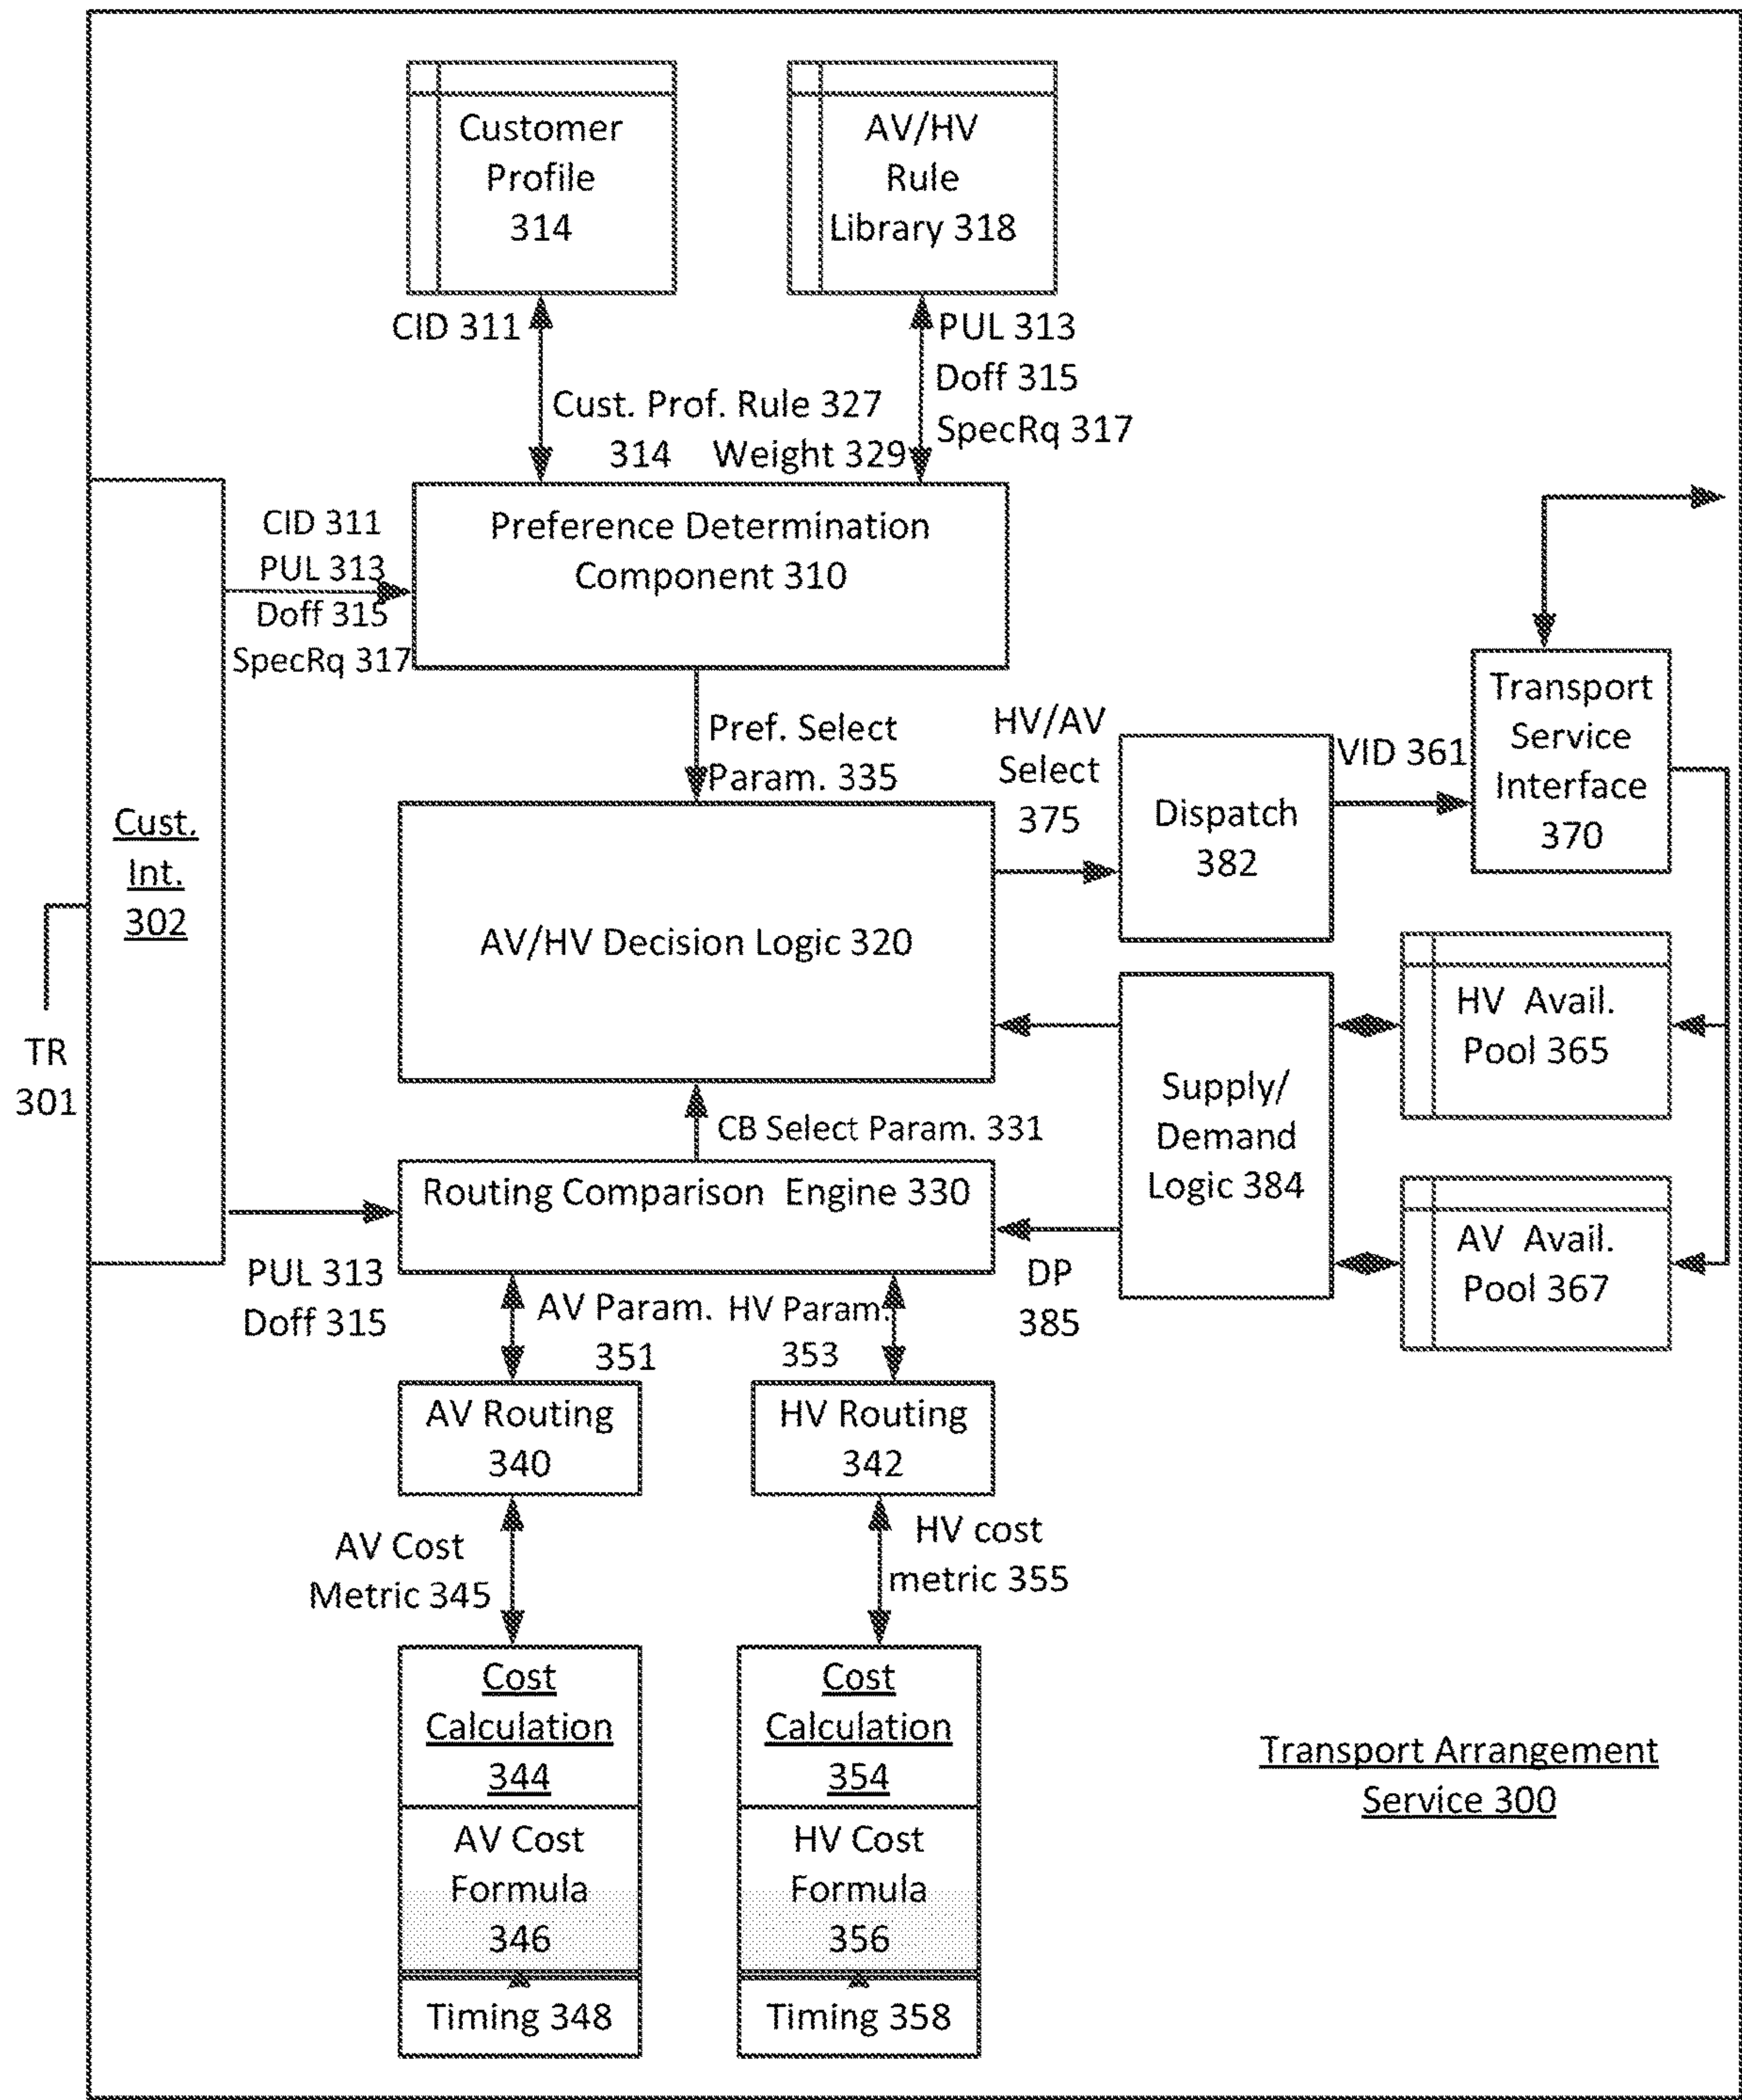 Customer
Profile
314
AV/HV
Rule
Library 318
CID 311
PUL 313
Doff 315
SpecRq 317
Cust. Prof. Rule 327
314 Weight 329
CID 311
PUL 313
Doff 315
SpecRq 317
Preference Determination
Component 310
Pref. Select
Param. 335
HV/AV
Select
375
Dispatch
382
VID 361
Transport
Service
Interface
370
Cust.
Int.
302
TR
301
AV/HV Decision Logic 320
HV Avail.
Pool 365
Supply/
Demand
Logic 384
AV Avail.
Pool 367
CB Select Param. 331
Routing Comparison Engine 330
PUL 313
Doff 315
DP
385
AV Param.
351
HV Param.
353
AV Routing
340
HV Routing
342
AV Cost
Metric 345
HV cost
metric 355
Cost
Calculation
344
AV Cost
Formula
346
Timing 348
Cost
Calculation
354
HV Cost
Formula
356
Timing 358
Transport Arrangement
Service 300